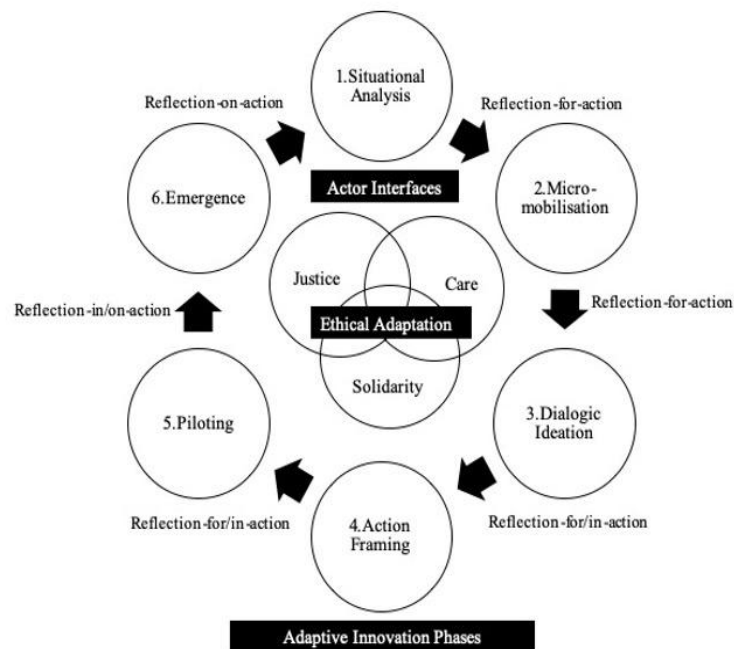 1.Situational
Analysis
Reflection-on-action
Reflection-for-action
6.Emergence
Actor Interfaces
2.Micro-
mobilisation
Justice
Care
Reflection-in/on-action
Reflection-for-action
Ethical Adaptation
Solidarity
5.Piloting
3.Dialogic
Ideation
Reflection-for/in-action
Reflection-for/in-action
4.Action
Framing
Adaptive Innovation Phases